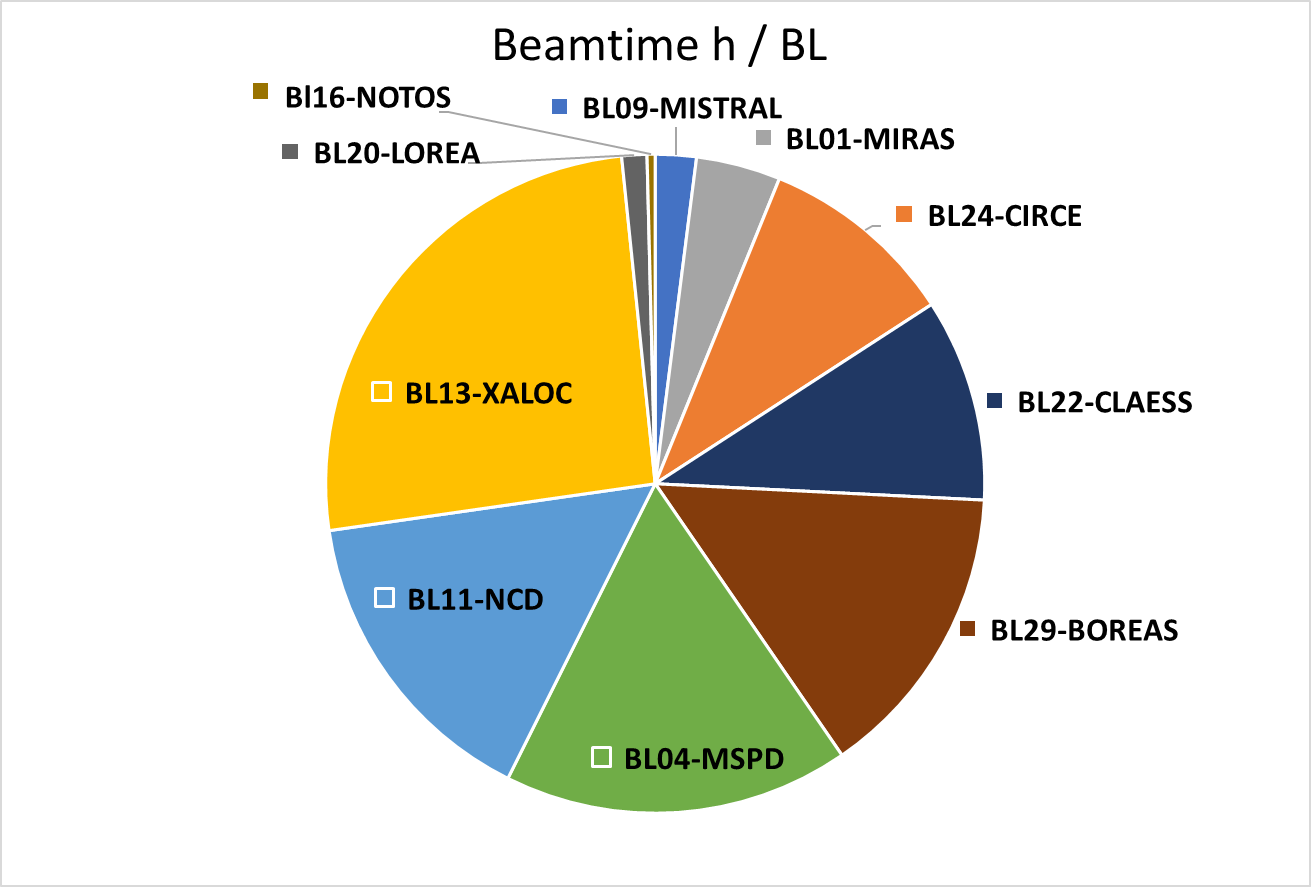 Beamtime h / BL
Bl16-NOTOS
BL09-MISTRAL
BL01-MIRAS
BL20-LOREA
BL24-CIRCE
BL13-XALOC
BL22-CLAESS
BL11-NCD
BL29-BOREAS
BL04-MSPD